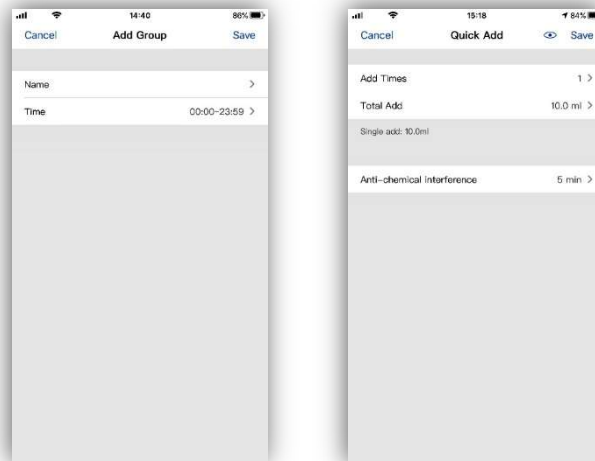 14:40
86%
Cancel
Add Group
Save
Name
Time
00:00-23:59
15:18
84%
Cancel
Quick Add
Save
Add Times
1
Total Add
10.0 ml
Single add: 10.0ml
Anti-chemical interference
5 min